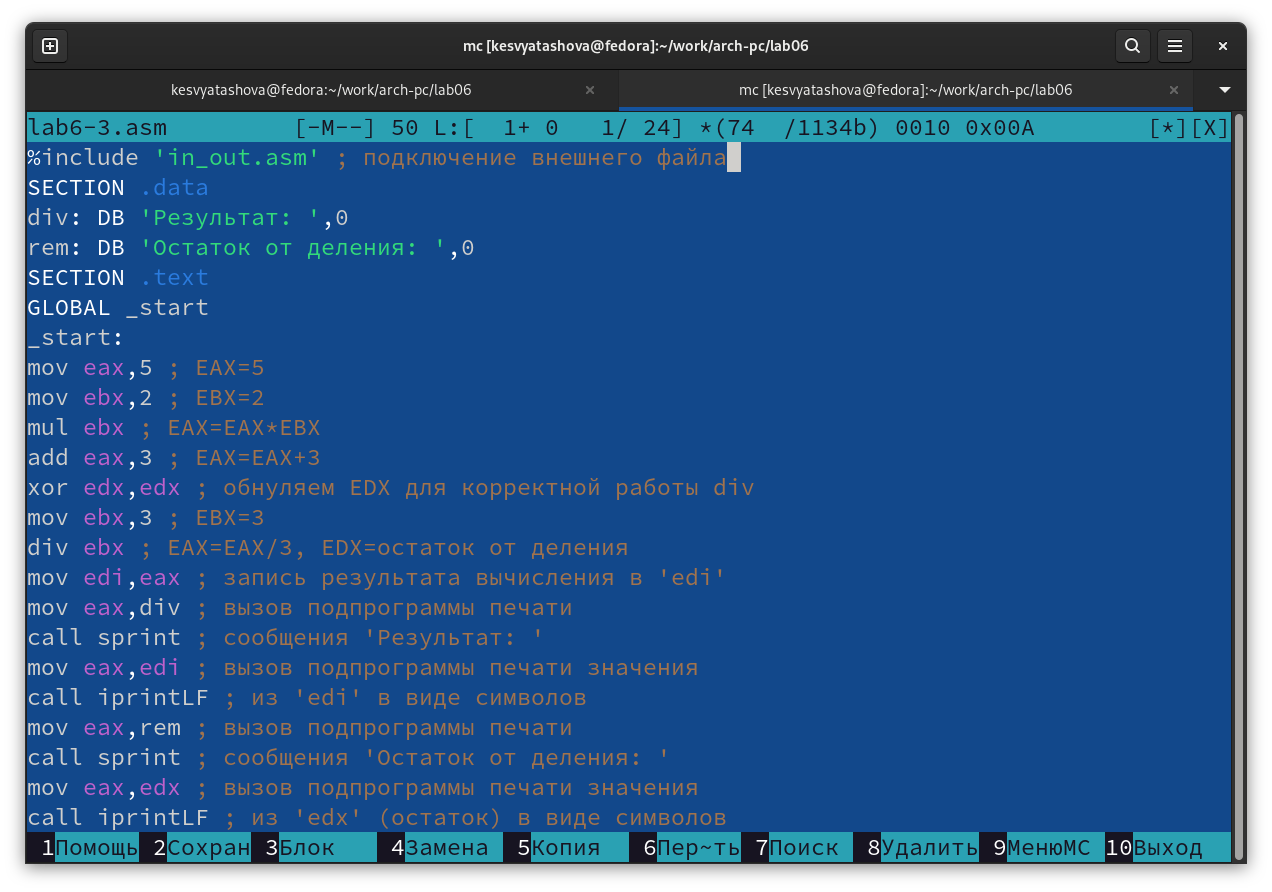 mc [kesvyatashova@fedora]:~/work/arch-pc/lab06
kesvyatashova@fedora:~/work/arch-pc/lab06 × mc [kesvyatashova@fedora]:~/work/arch-pc/lab06 ×
lab6-3.asm [-M--] 50 L:[ 1+ 0 1/ 24] *(74 /1134b) 0010 0x00A [*][X]
%include 'in_out.asm' ; подключение внешнего файла
SECTION .data
div: DB 'Результат: ',0
rem: DB 'Остаток от деления: ',0
SECTION .text
GLOBAL _start
_start:
mov eax,5 ; EAX=5
mov ebx,2 ; EBX=2
mul ebx ; EAX=EAX*EBX
add eax,3 ; EAX=EAX+3
xor edx,edx ; обнуляем EDX для корректной работы div
mov ebx,3 ; EBX=3
div ebx ; EAX=EAX/3, EDX=остаток от деления
mov edi,eax ; запись результата вычисления в 'edi'
mov eax,div ; вызов подпрограммы печати
call sprint ; сообщения 'Результат: '
mov eax,edi ; вызов подпрограммы печати значения
call iprintLF ; из 'edi' в виде символов
mov eax,rem ; вызов подпрограммы печати
call sprint ; сообщения 'Остаток от деления: '
mov eax,edx ; вызов подпрограммы печати значения
call iprintLF ; из 'edx' (остаток) в виде символов
1Помощь 2Сохран 3Блок 4Замена 5Копия 6Пер~ть 7Поиск 8Удалить 9МенюMC 10Выход